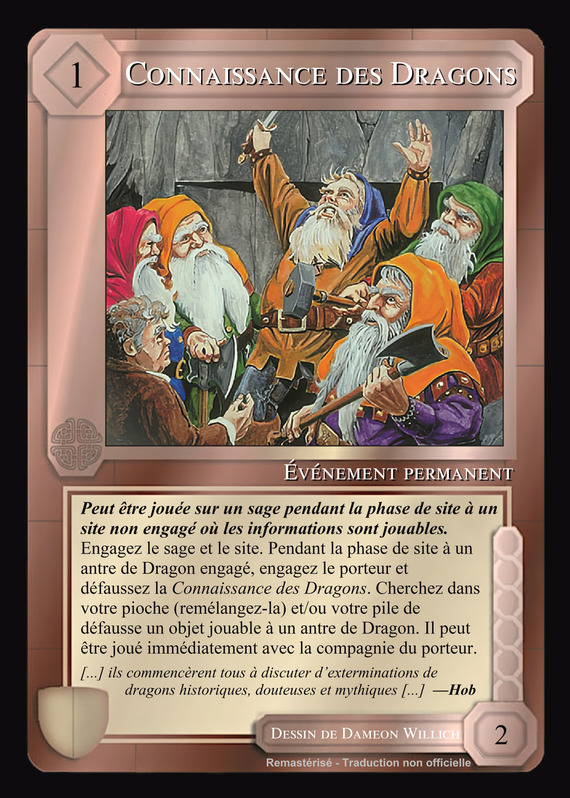 1
Connaissance des Dragons
Événement permanent
Peut être jouée sur un sage pendant la phase de site à un
site non engagé où les informations sont jouables.
Engagez le sage et le site. Pendant la phase de site à un
antre de Dragon engagé, engagez le porteur et
défaussez la Connaissance des Dragons. Cherchez dans
votre pioche (remélangez-la) et/ou votre pile de
défausse un objet jouable à un antre de Dragon. Il peut
être joué immédiatement avec la compagnie du porteur.
[...] ils commencèrent tous à discuter d’exterminations de
dragons historiques, douteuses et mythiques [...] —Hob
Dessin de Dameon Willich
2
Remastérisé - Traduction non officielle